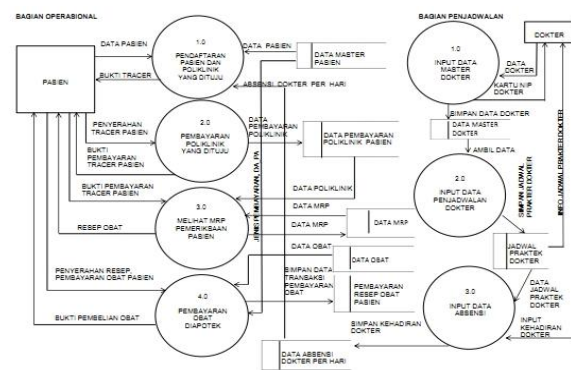 BAGIAN OPERASIONAL
PASIEN
DATA PASIEN
BUKTI TRACER
1.0
PENDAFTARAN
PASIEN DAN
POLIKLINIK
YANG DITUJU
DATA PASIEN
DATA MASTER
PASIEN
ABSENSI DOKTER PER HARI
PENYERAHAN
TRACER PASIEN
BUKTI
PEMBAYARAN
TRACER PASIEN
2.0
PEMBAYARAN
POLIKLINIK
YANG DITUJU
DATA
PEMBAYARAN
POLIKLINIK
DATA PEMBAYARAN
POLIKLINIK PASIEN
BUKTI PEMBAYARAN
TRACER PASIEN
RESEP OBAT
3.0
MELIHAT MRP
PEMERIKSAAN
PASIEN
DATA POLIKLINIK
DATA MRP
DATA MRP
DATA MRP
DATA OBAT
DATA OBAT
PENYERAHAN RESEP,
PEMBAYARAN OBAT PASIEN
BUKTI PEMBELIAN OBAT
4.0
PEMBAYARAN
OBAT
DIAPOTEK
SIMPAN DATA
TRANSAKSI
PEMBAYARAN
OBAT
PEMBAYARAN
RESEP OBAT
PASIEN
DATA ABSENSI
DOKTER PER HARI
BAGIAN PENJADWALAN
DOKTER
1.0
INPUT DATA
MASTER
DOKTER
DATA
DOKTER
KARTU NIP
DOKTER
SIMPAN DATA DOKTER
DATA MASTER
DOKTER
AMBIL DATA
2.0
INPUT DATA
PENJADWALAN
DOKTER
SIMPAN JADWAL
PRAKTEK DOKTER
INFO JADWAL PRAKTEK DOKTER
JADWAL
PRAKTEK
DOKTER
DATA
JADWAL
PRAKTEK
DOKTER
3.0
INPUT DATA
ABSENSI
INPUT
KEHADIRAN
DOKTER
SIMPAN KEHADIRAN
DOKTER